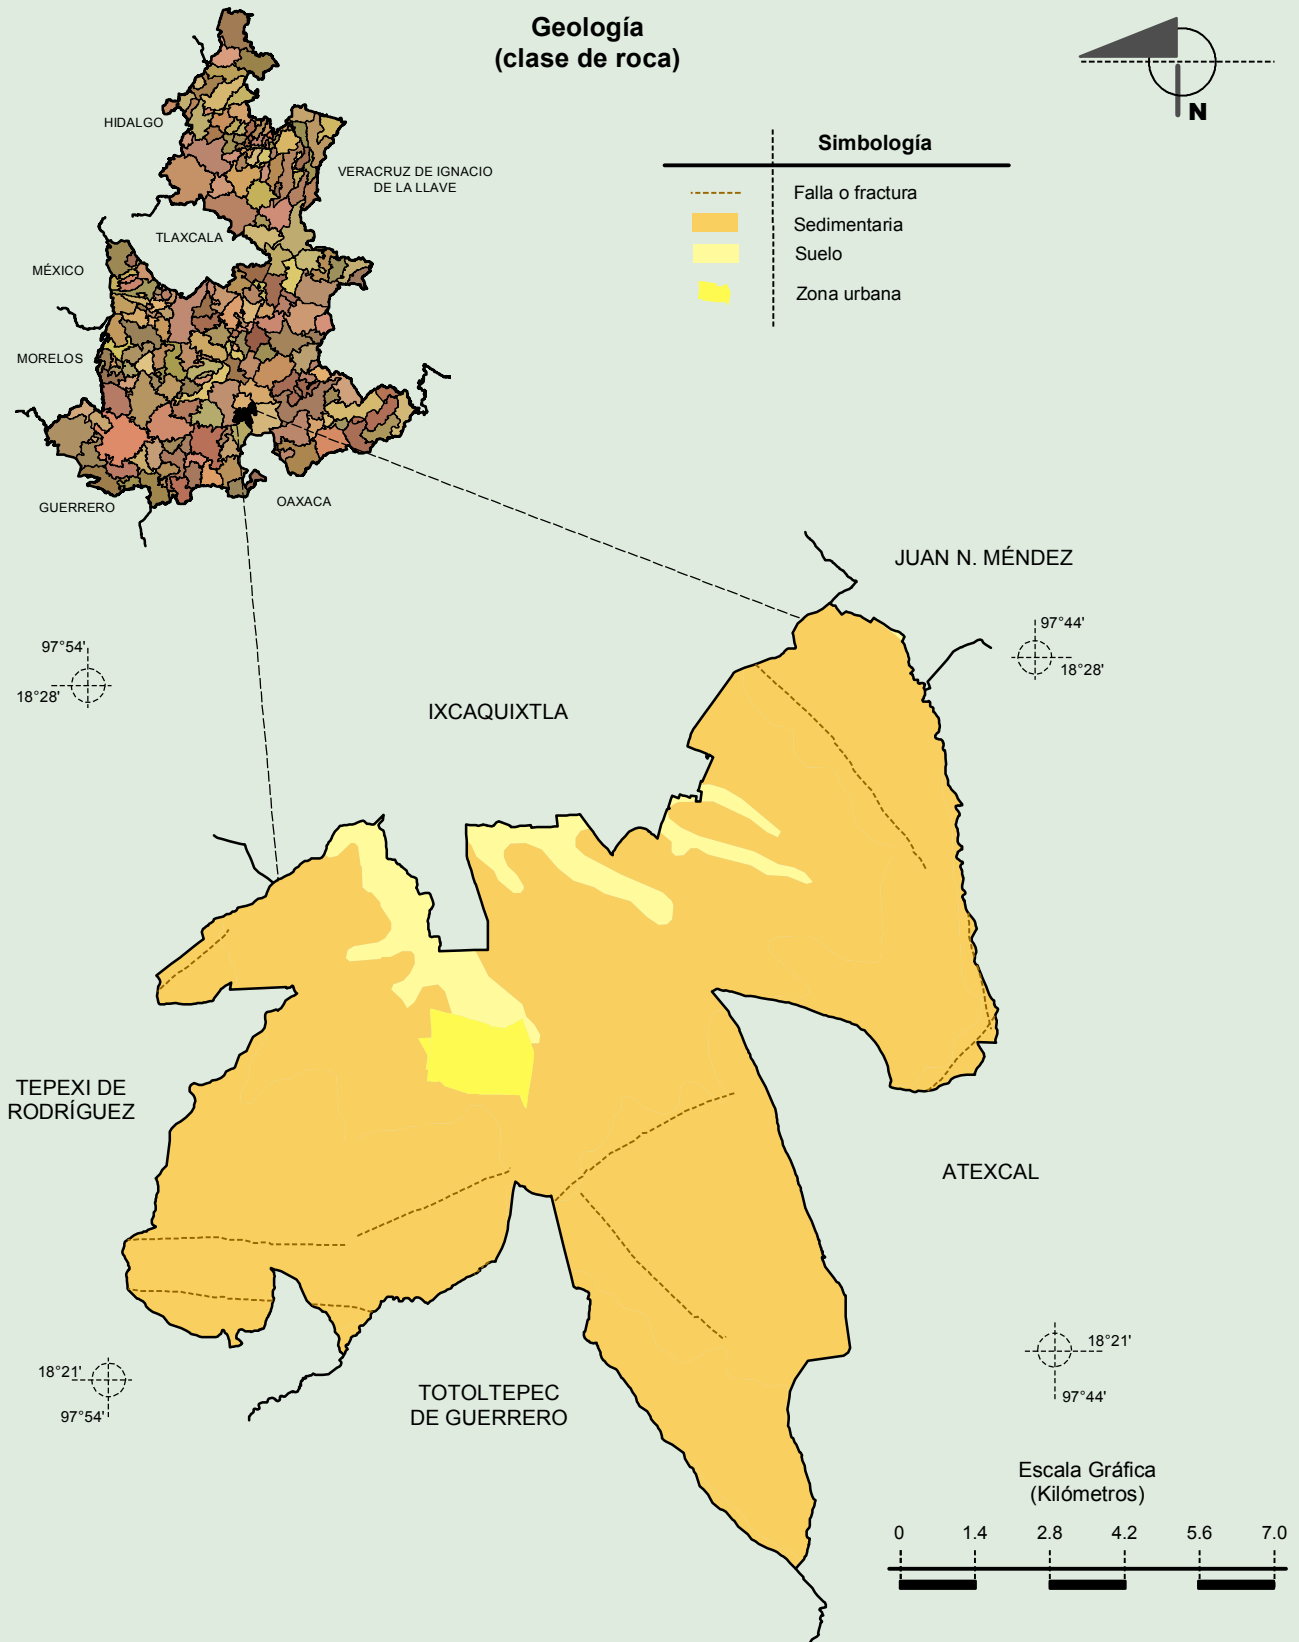 Geología
(clase de roca)
N
Simbología
Falla o fractura
Sedimentaria
Suelo
Zona urbana
HIDALGO
VERACRUZ DE IGNACIO
DE LA LLAVE
TLAXCALA
MÉXICO
MORELOS
GUERRERO
OAXACA
JUAN N. MÉNDEZ
97°54'
18°28'
97°44'
18°28'
IXCAQUIXTLA
TEPEXI DE
RODRÍGUEZ
ATEXCAL
18°21'
97°54'
18°21'
97°44'
TOTOLTEPEC
DE GUERRERO
Escala Gráfica
(Kilómetros)
0 1.4 2.8 4.2 5.6 7.0